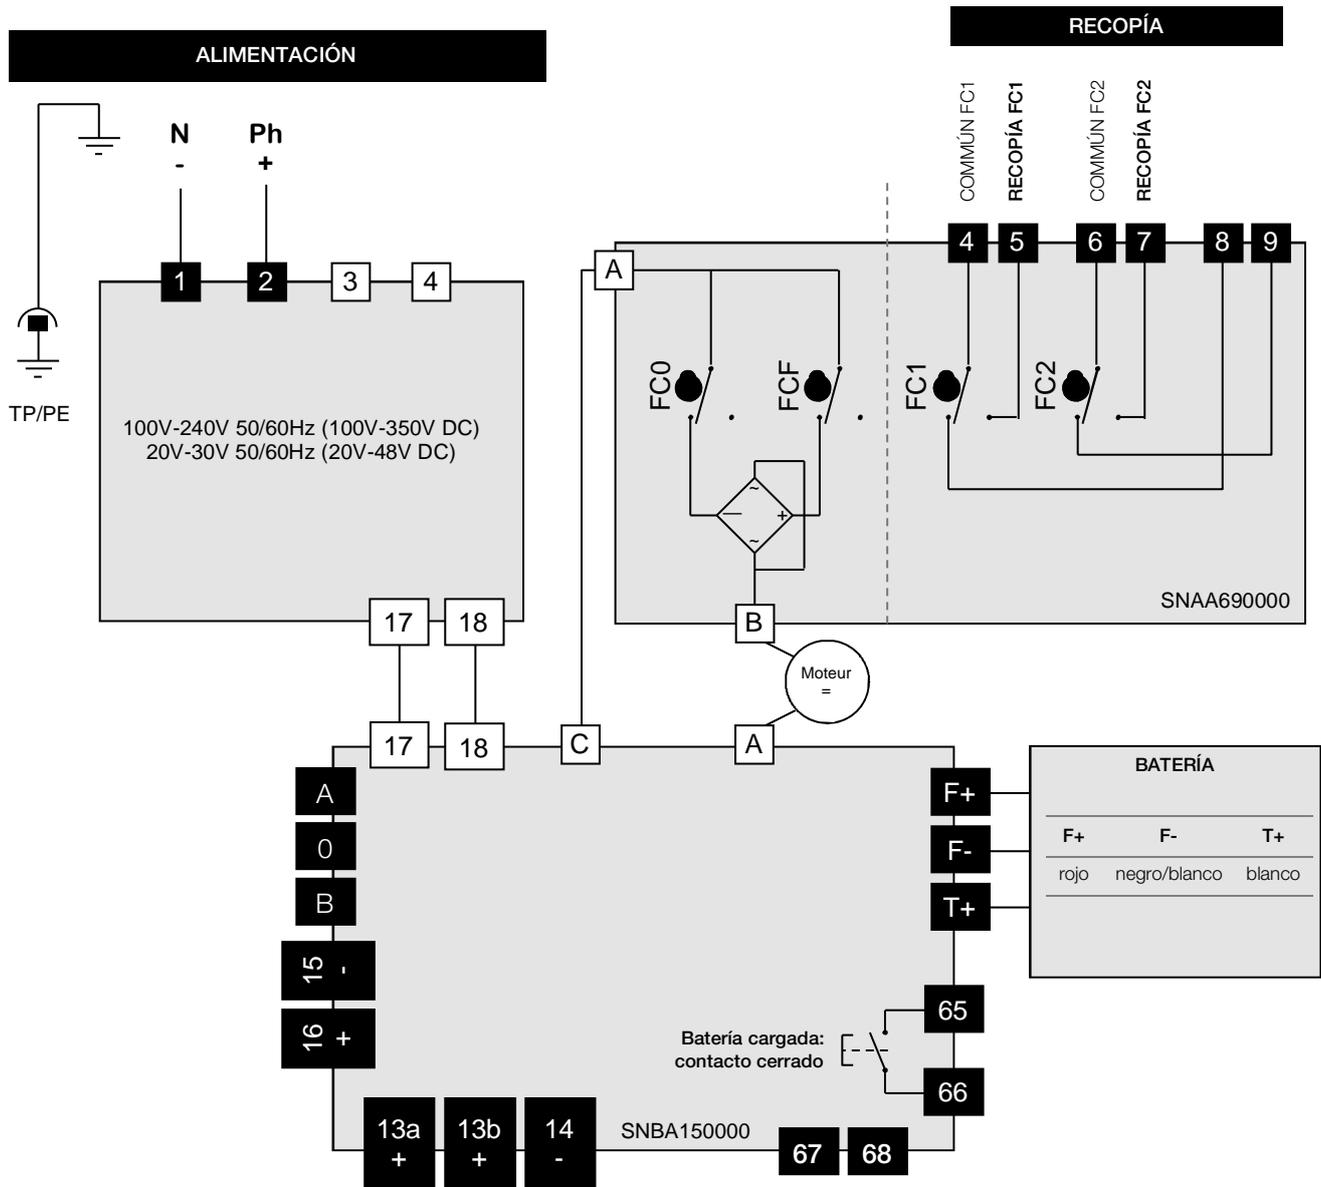 ALIMENTACIÓN
RECOPÍA
N
-
Ph
+
COMMÚN FC1
RECOPÍA FC1
COMÚN FC2
RECOPÍA FC2
1
2
3
4
A
4
5
6
7
8
9
TP/PE
100V-240V 50/60Hz (100V-350V DC)
20V-30V 50/60Hz (20V-48V DC)
FC0
FCF
FC1
FC2
~
—
+
~
SNAA690000
17
18
B
Moteur
=
17
18
C
A
A
0
B
15 -
16 +
F+
F-
T+
BATERÍA
F+ F- T+
rojo negro/blanco blanco
Batería cargada:
contacto cerrado
65
66
13a
+
13b
+
14
-
SNBA150000
67
68